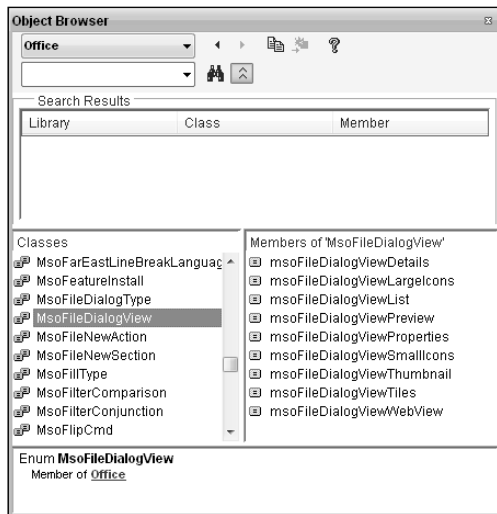 Object Browser
Office
Search Results
Library Class Member
Classes
MsoFarEastLineBreakLanguag
MsoFeatureInstall
MsoFileDialogType
MsoFileDialogView
MsoFileNewAction
MsoFileNewSection
MsoFillType
MsoFilterComparison
MsoFilterConjunction
MsoFlipCmd
Members of 'MsoFileDialogView'
msoFileDialogViewDetails
msoFileDialogViewLargeIcons
msoFileDialogViewList
msoFileDialogViewPreview
msoFileDialogViewProperties
msoFileDialogViewSmallIcons
msoFileDialogViewThumbnail
msoFileDialogViewTiles
msoFileDialogViewWebView
Enum MsoFileDialogView
Member of Office